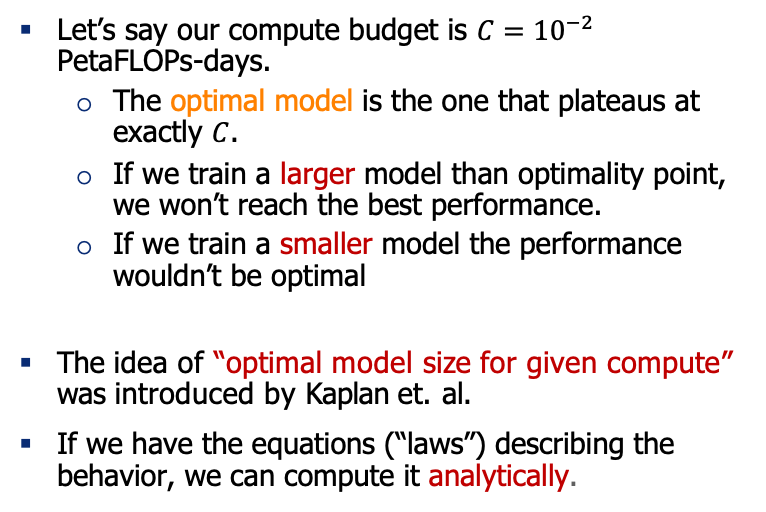 ▪ Let's say our compute budget is C = 10⁻²
PetaFLOPs-days.
o The optimal model is the one that plateaus at
exactly C.
o If we train a larger model than optimality point,
we won't reach the best performance.
o If we train a smaller model the performance
wouldn't be optimal
▪ The idea of “optimal model size for given compute”
was introduced by Kaplan et. al.
▪ If we have the equations (“laws”) describing the
behavior, we can compute it analytically.